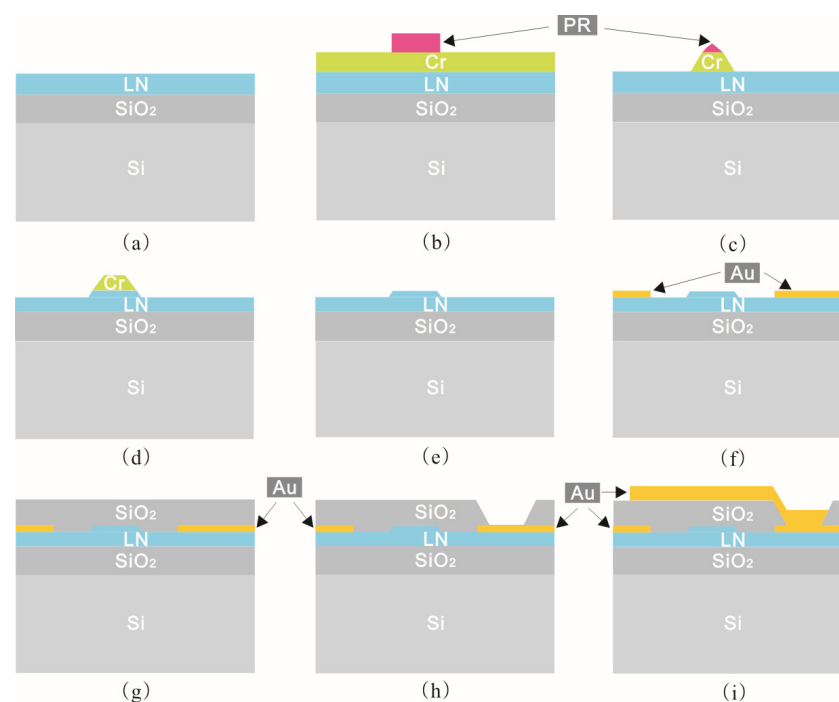 PR
Cr
Cr
LN
LN
LN
SiO₂
SiO₂
SiO₂
Si
Si
Si
(a)
(b)
(c)
Au
Cr
LN
LN
LN
SiO₂
SiO₂
SiO₂
Si
Si
Si
(d)
(e)
(f)
Au
Au
SiO₂
SiO₂
SiO₂
LN
LN
LN
SiO₂
SiO₂
SiO₂
Si
Si
Si
(g)
(h)
(i)